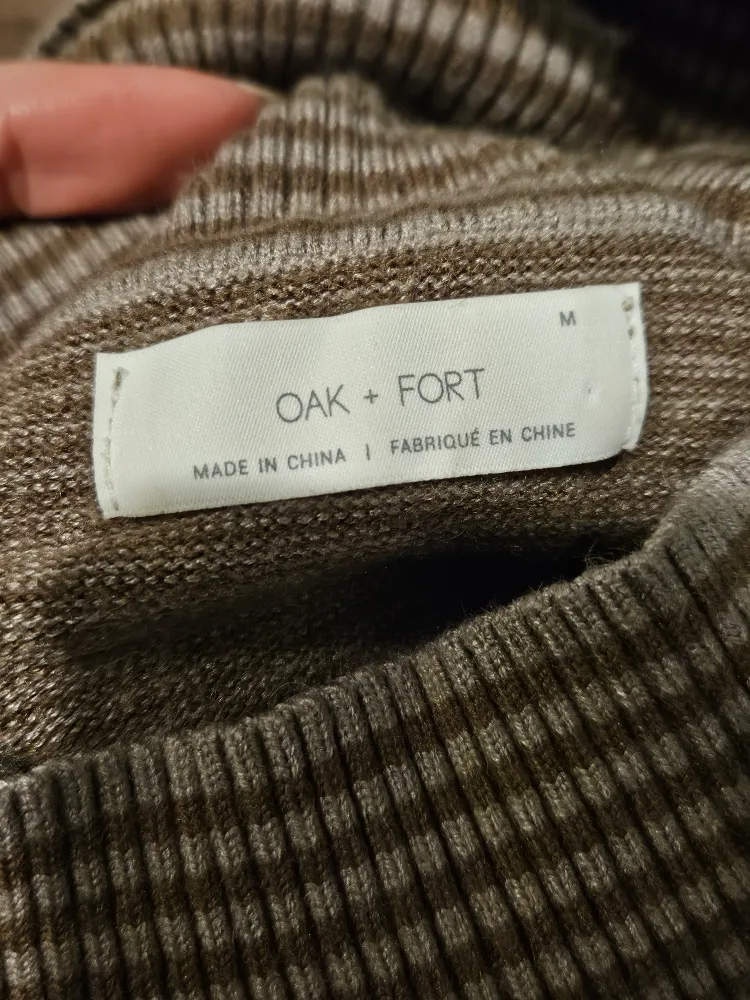 M
OAK + FORT
MADE IN CHINA | FABRIQUÉ EN CHINE